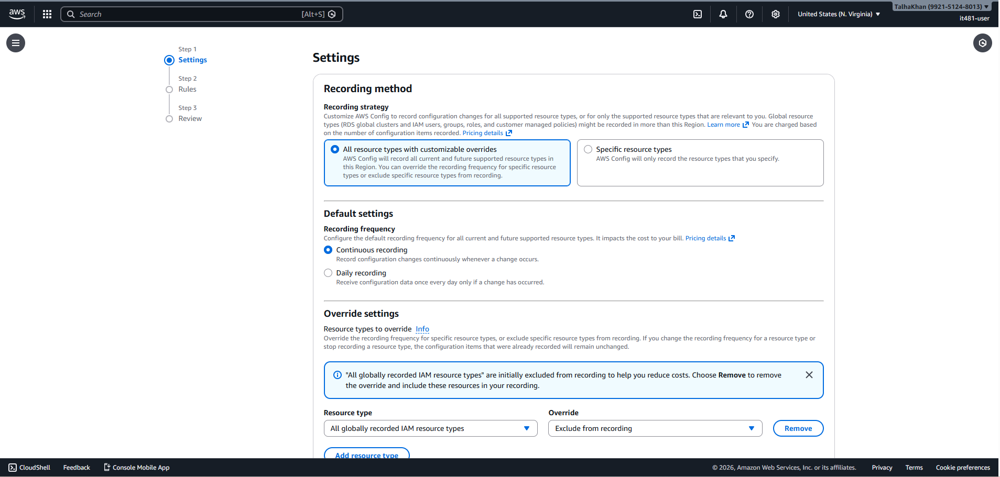 aws
Search
[Alt+S]
United States (N. Virginia)
TalhaKhan (9921-5124-8013)
it481-user
Step 1
Settings
Step 2
Rules
Step 3
Review
Settings
Recording method
Recording strategy
Customize AWS Config to record configuration changes for all supported resource types, or for only the supported resource types that are relevant to you. Global resource
types (RDS global clusters and IAM users, groups, roles, and customer managed policies) might be recorded in more than this Region. Learn more You are charged based
on the number of configuration items recorded. Pricing details
All resource types with customizable overrides
AWS Config will record all current and future supported resource types in
this Region. You can override the recording frequency for specific resource
types or exclude specific resource types from recording.
Specific resource types
AWS Config will only record the resource types that you specify.
Default settings
Recording frequency
Configure the default recording frequency for all current and future supported resource types. It impacts the cost to your bill. Pricing details
Continuous recording
Record configuration changes continuously whenever a change occurs.
Daily recording
Receive configuration data once every day only if a change has occurred.
Override settings
Resource types to override Info
Override the recording frequency for specific resource types, or exclude specific resource types from recording. If you change the recording frequency for a resource type or
stop recording a resource type, the configuration items that were already recorded will remain unchanged.
"All globally recorded IAM resource types" are initially excluded from recording to help you reduce costs. Choose Remove to remove
the override and include these resources in your recording.
Resource type
Override
All globally recorded IAM resource types
Exclude from recording
Remove
Add resource type
CloudShell
Feedback
Console Mobile App
© 2026, Amazon Web Services, Inc. or its affiliates.
Privacy
Terms
Cookie preferences